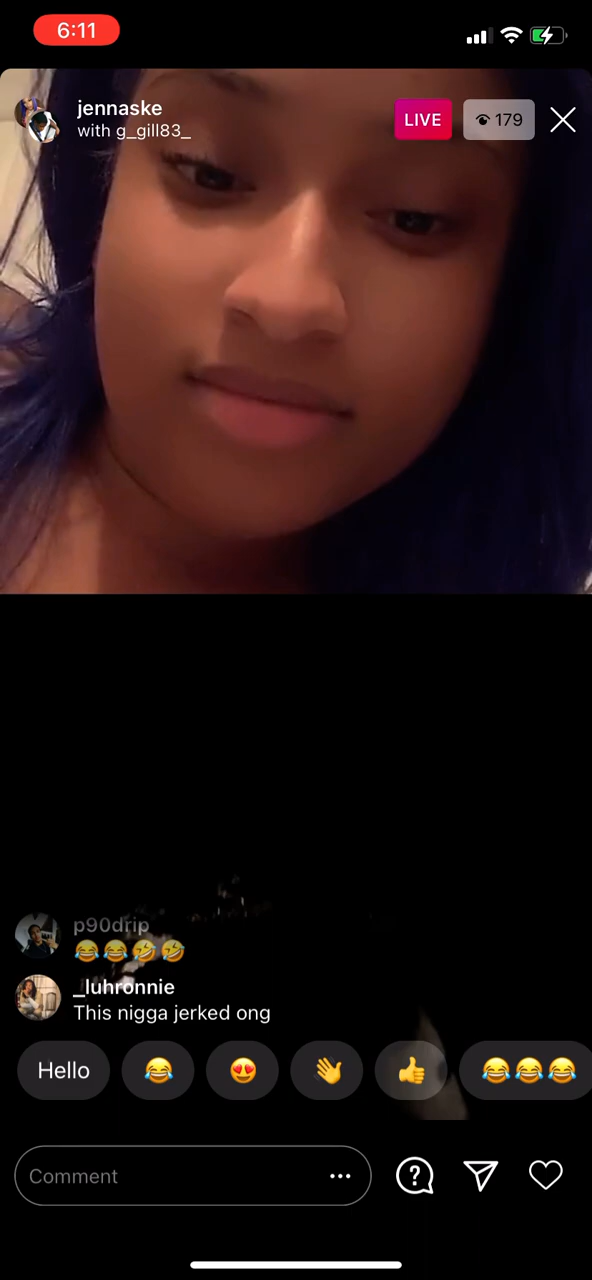 6:11
jennaske
with g_gill83_
LIVE
179
p90drip
😂😂🤣🤣
_luhronnie
This nigga jerked ong
Hello 😂 😍 👋 👍 😂😂😂
Comment